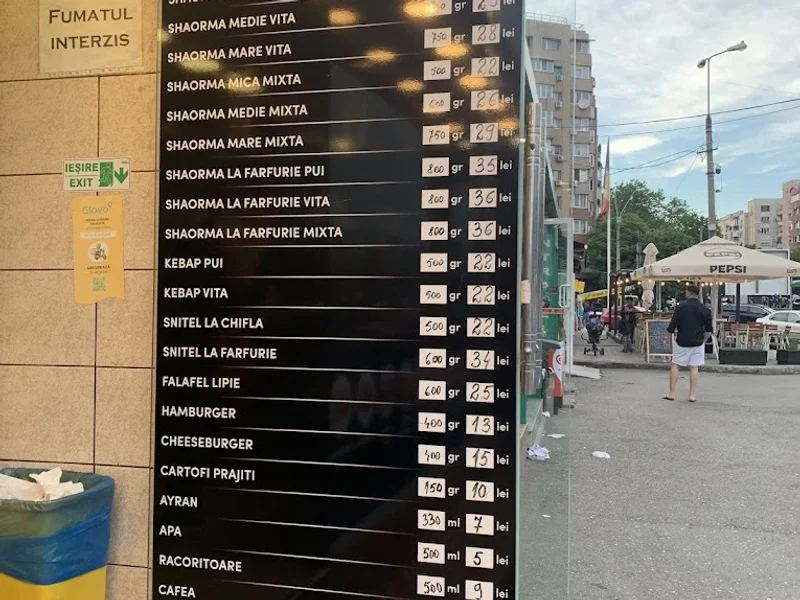 FUMATUL
INTERZIS
IEȘIRE
EXIT
Glovo
SHAORMA MEDIE VITA gr lei
SHAORMA MARE VITA 750 gr 28 lei
SHAORMA MICA MIXTA 500 gr 22 lei
SHAORMA MEDIE MIXTA 600 gr 26 lei
SHAORMA MARE MIXTA 750 gr 29 lei
SHAORMA LA FARFURIE PUI 800 gr 35 lei
SHAORMA LA FARFURIE VITA 800 gr 36 lei
SHAORMA LA FARFURIE MIXTA 800 gr 36 lei
KEBAP PUI 500 gr 22 lei
KEBAP VITA 500 gr 22 lei
SNITEL LA CHIFLA 500 gr 22 lei
SNITEL LA FARFURIE 600 gr 34 lei
FALAFEL LIPIE 600 gr 25 lei
HAMBURGER 400 gr 13 lei
CHEESEBURGER 400 gr 15 lei
CARTOFI PRAJITI 150 gr 10 lei
AYRAN 330 ml 7 lei
APA 500 ml 5 lei
RACORITOARE 500 ml 9 lei
CAFEA
PEPSI